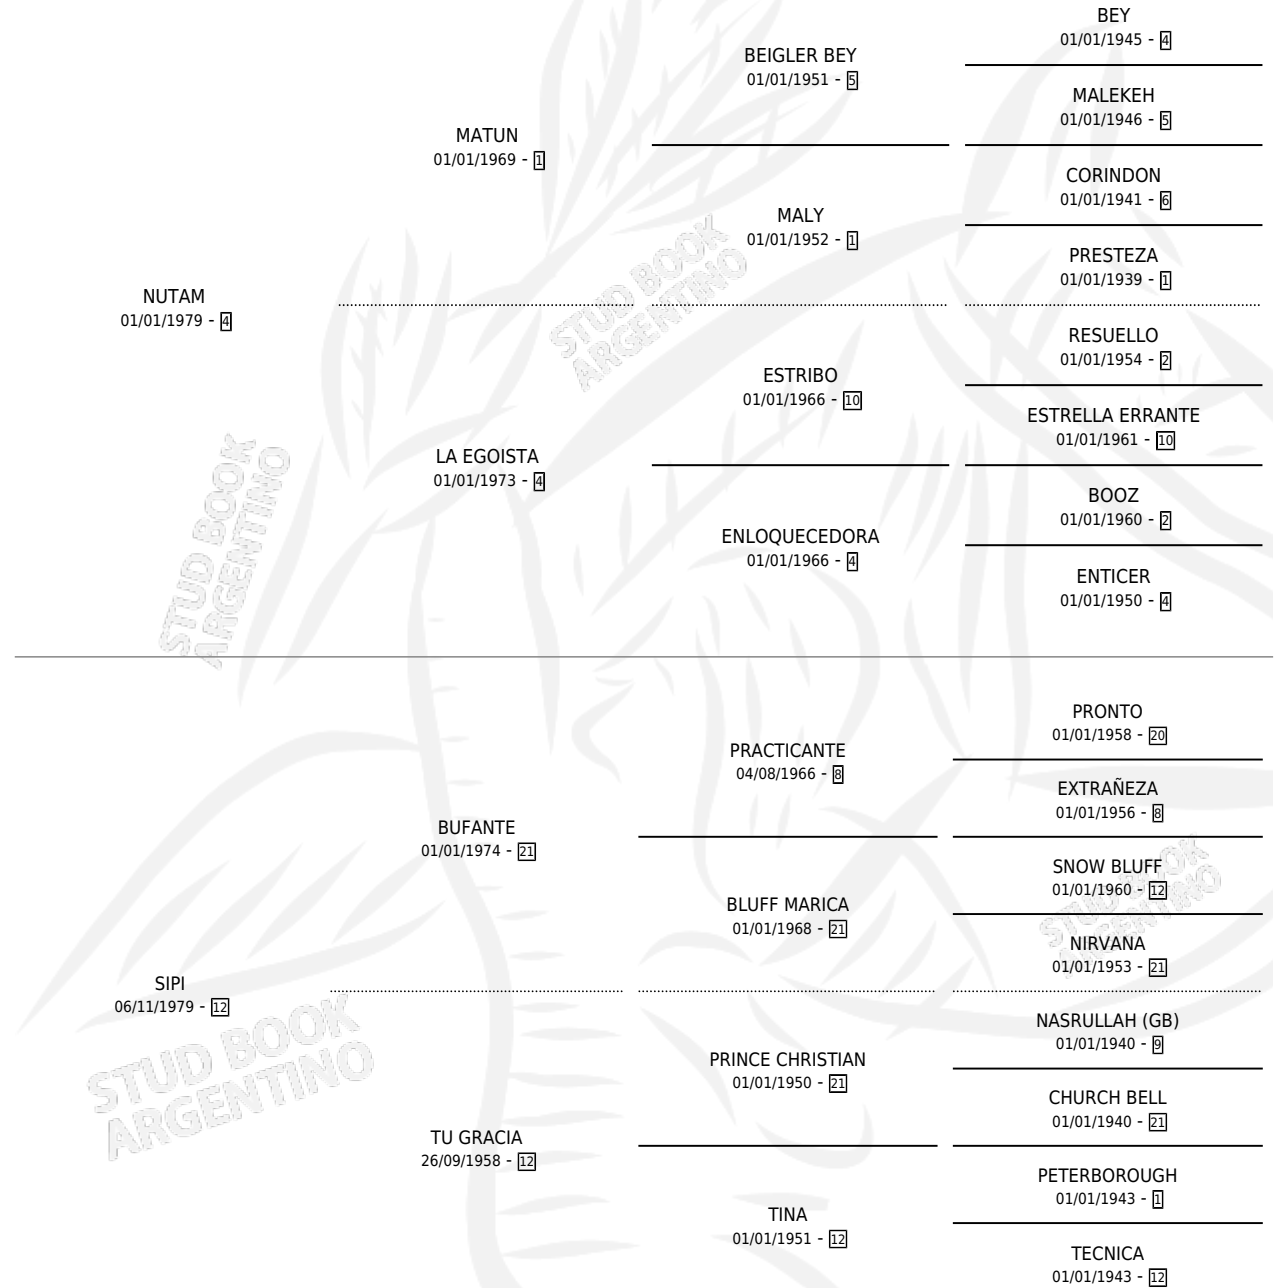 BEY
01/01/1945 - 4
BEIGLER BEY
01/01/1951 - 5
MALEKEH
01/01/1946 - 5
MATUN
01/01/1969 - 1
CORINDON
01/01/1941 - 6
MALY
01/01/1952 - 1
PRESTEZA
01/01/1939 - 1
NUTAM
01/01/1979 - 4
RESUELLO
01/01/1954 - 2
ESTRIBO
01/01/1966 - 10
ESTRELLA ERRANTE
01/01/1961 - 10
LA EGOISTA
01/01/1973 - 4
BOOZ
01/01/1960 - 2
ENLOQUECEDORA
01/01/1966 - 4
ENTICER
01/01/1950 - 4
STUD BOOK
ARGENTINO
STUD BOOK
ARGENTINO
PRONTO
01/01/1958 - 20
PRACTICANTE
04/08/1966 - 8
EXTRAÑEZA
01/01/1956 - 8
BUFANTE
01/01/1974 - 21
SNOW BLUFF
01/01/1960 - 12
BLUFF MARICA
01/01/1968 - 21
NIRVANA
01/01/1953 - 21
SIPI
06/11/1979 - 12
NASRULLAH (GB)
01/01/1940 - 9
PRINCE CHRISTIAN
01/01/1950 - 21
CHURCH BELL
01/01/1940 - 21
TU GRACIA
26/09/1958 - 12
PETERBOROUGH
01/01/1943 - 1
TINA
01/01/1951 - 12
TECNICA
01/01/1943 - 12
STUD BOOK
ARGENTINO
STUD BOOK
ARGENTINO